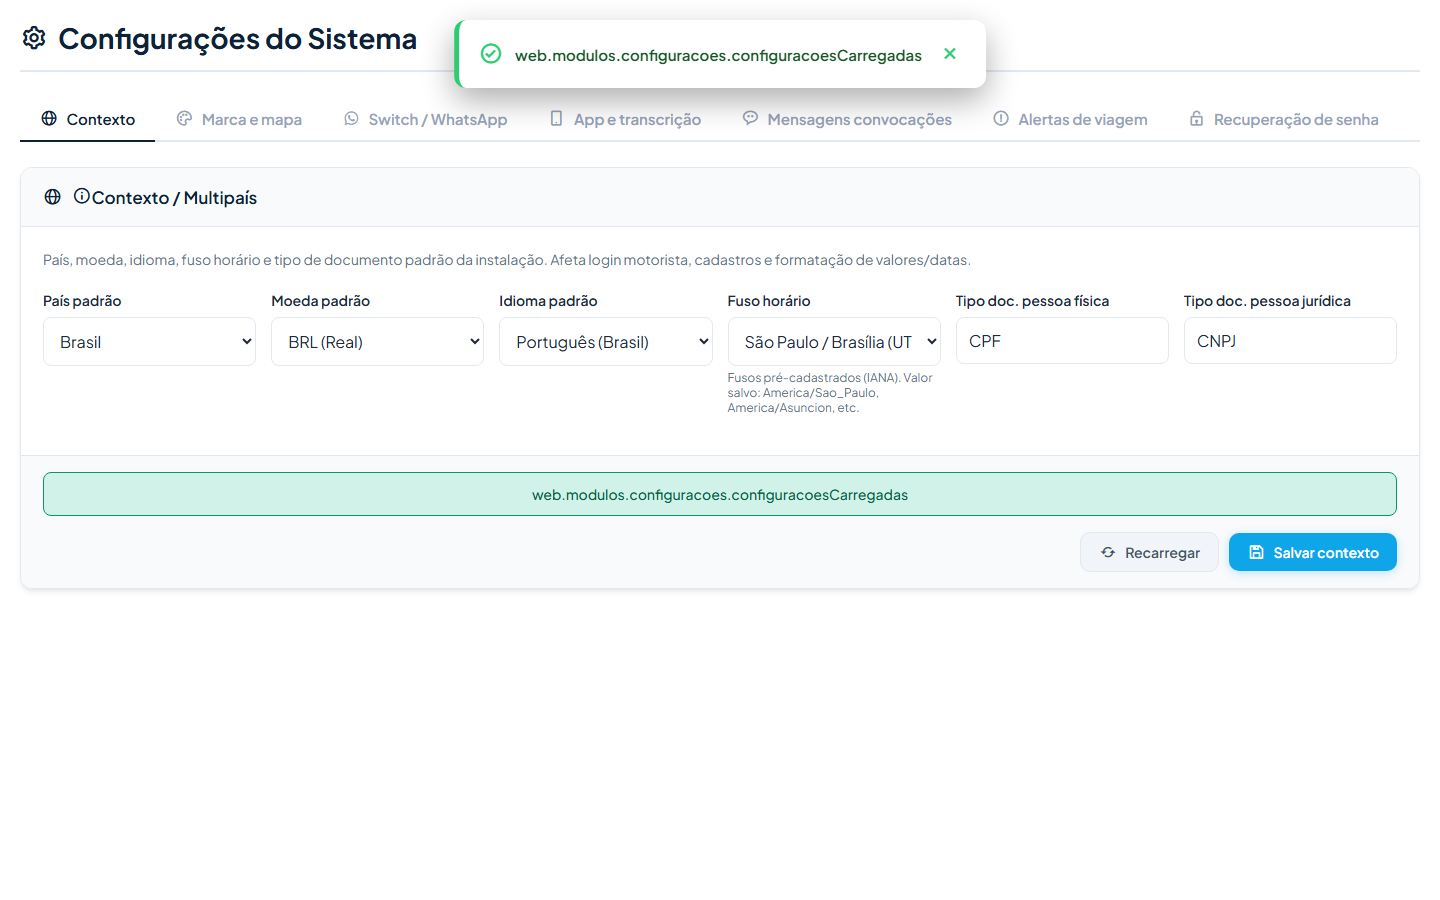 Configurações do Sistema
web.modulos.configuracoes.configuracoesCarregadas
Contexto
Marca e mapa
Switch / WhatsApp
App e transcrição
Mensagens convocações
Alertas de viagem
Recuperação de senha
Contexto / Multipaís
País, moeda, idioma, fuso horário e tipo de documento padrão da instalação. Afeta login motorista, cadastros e formatação de valores/datas.
País padrão
Brasil
Moeda padrão
BRL (Real)
Idioma padrão
Português (Brasil)
Fuso horário
São Paulo / Brasília (UT
Fusos pré-cadastrados (IANA). Valor
salvo: America/Sao_Paulo,
America/Asuncion, etc.
Tipo doc. pessoa física
CPF
Tipo doc. pessoa jurídica
CNPJ
web.modulos.configuracoes.configuracoesCarregadas
Recarregar
Salvar contexto